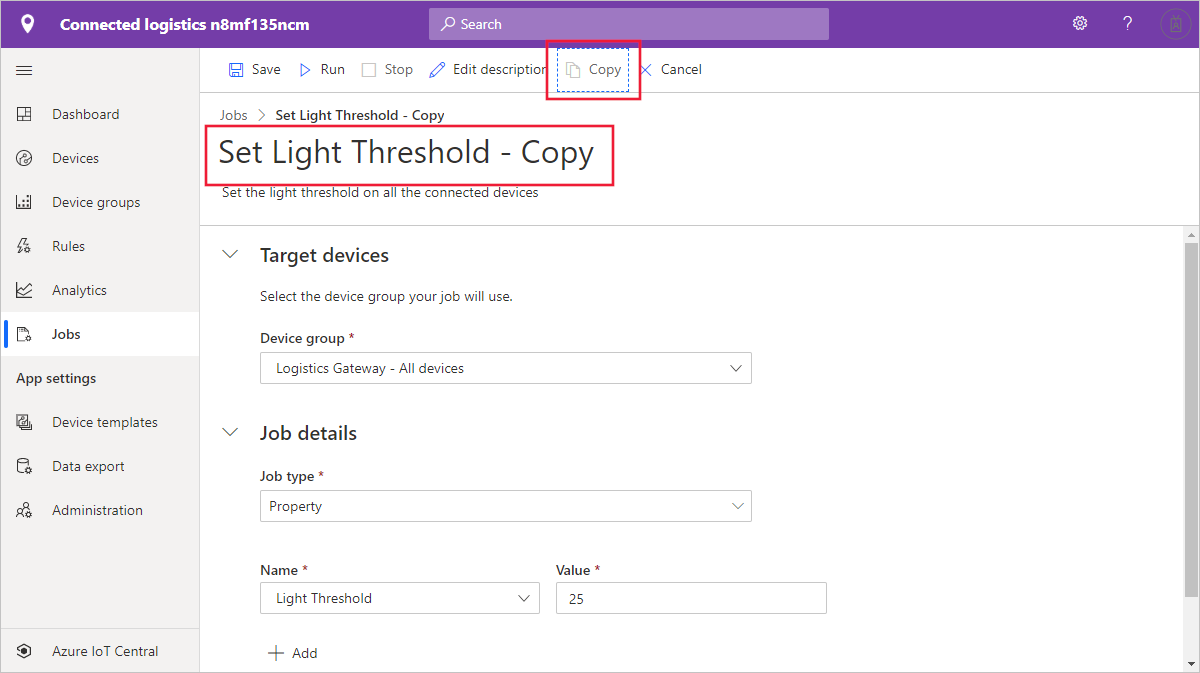 Connected logistics n8mf135ncm
Search
?
Save
Run
Stop
Edit description
Copy
Cancel
Dashboard
Devices
Device groups
Rules
Analytics
Jobs
App settings
Device templates
Data export
Administration
Azure IoT Central
Jobs > Set Light Threshold - Copy
Set Light Threshold - Copy
Set the light threshold on all the connected devices
Target devices
Select the device group your job will use.
Device group *
Logistics Gateway - All devices
Job details
Job type *
Property
Name *
Value *
Light Threshold
25
Add